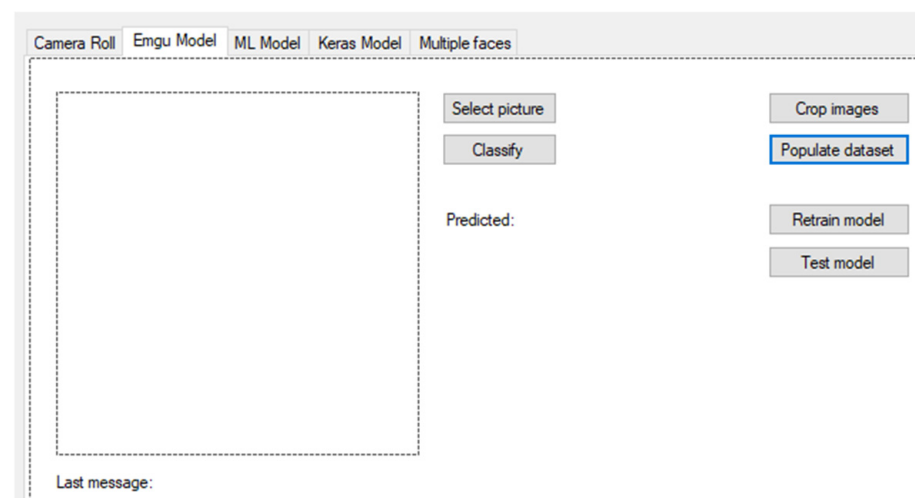 Camera Roll Emgu Model ML Model Keras Model Multiple faces
Select picture Crop images
Classify Populate dataset
Predicted: Retrain model
Test model
Last message: